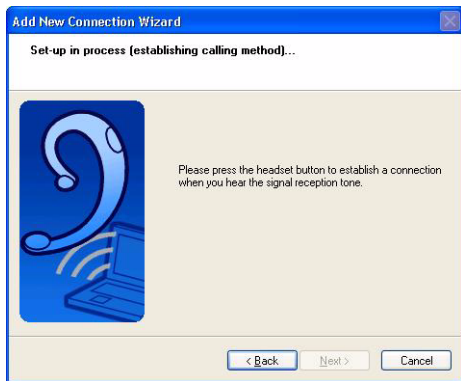 Add New Connection Wizard
Set-up in process (establishing calling method)...
Please press the headset button to establish a connection
when you hear the signal reception tone.
< Back
Next >
Cancel